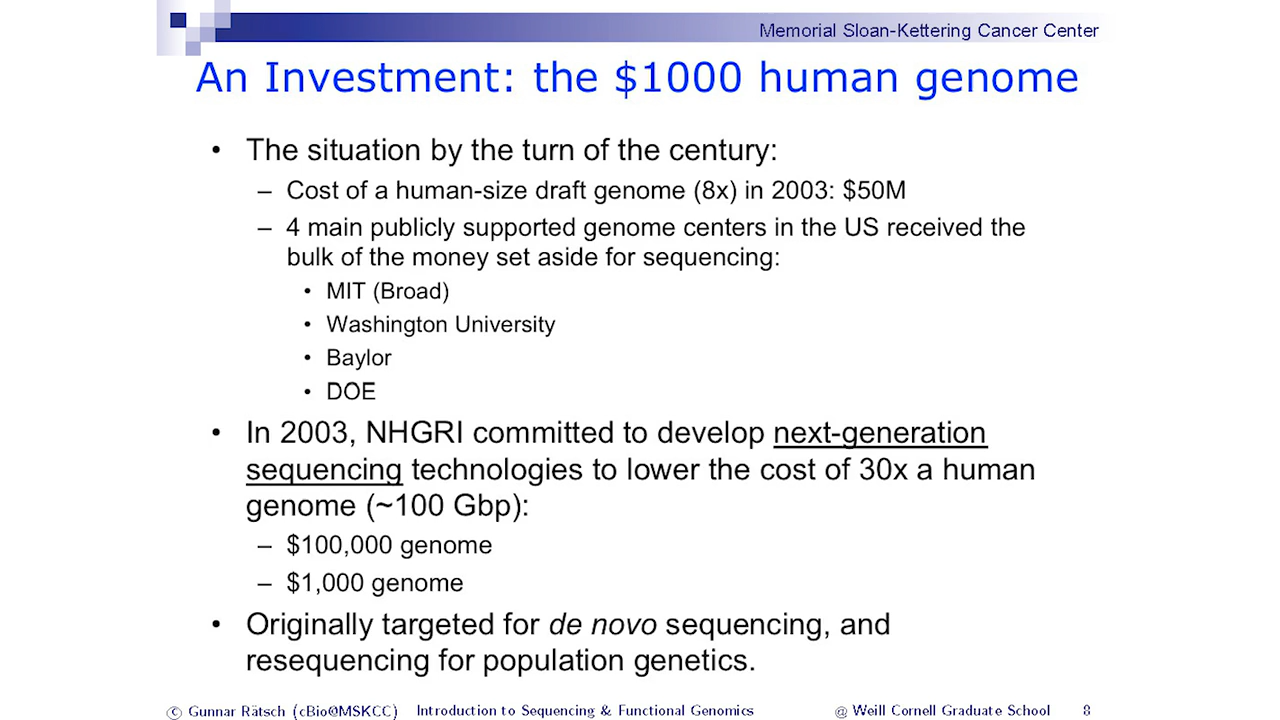 Memorial Sloan-Kettering Cancer Center
An Investment: the $1000 human genome
• The situation by the turn of the century:
– Cost of a human-size draft genome (8x) in 2003: $50M
– 4 main publicly supported genome centers in the US received the
bulk of the money set aside for sequencing:
• MIT (Broad)
• Washington University
• Baylor
• DOE
• In 2003, NHGRI committed to develop next-generation
sequencing technologies to lower the cost of 30x a human
genome (~100 Gbp):
– $100,000 genome
– $1,000 genome
• Originally targeted for de novo sequencing, and
resequencing for population genetics.
© Gunnar Rätsch (cBio@MSKCC) Introduction to Sequencing & Functional Genomics @ Weill Cornell Graduate School 8